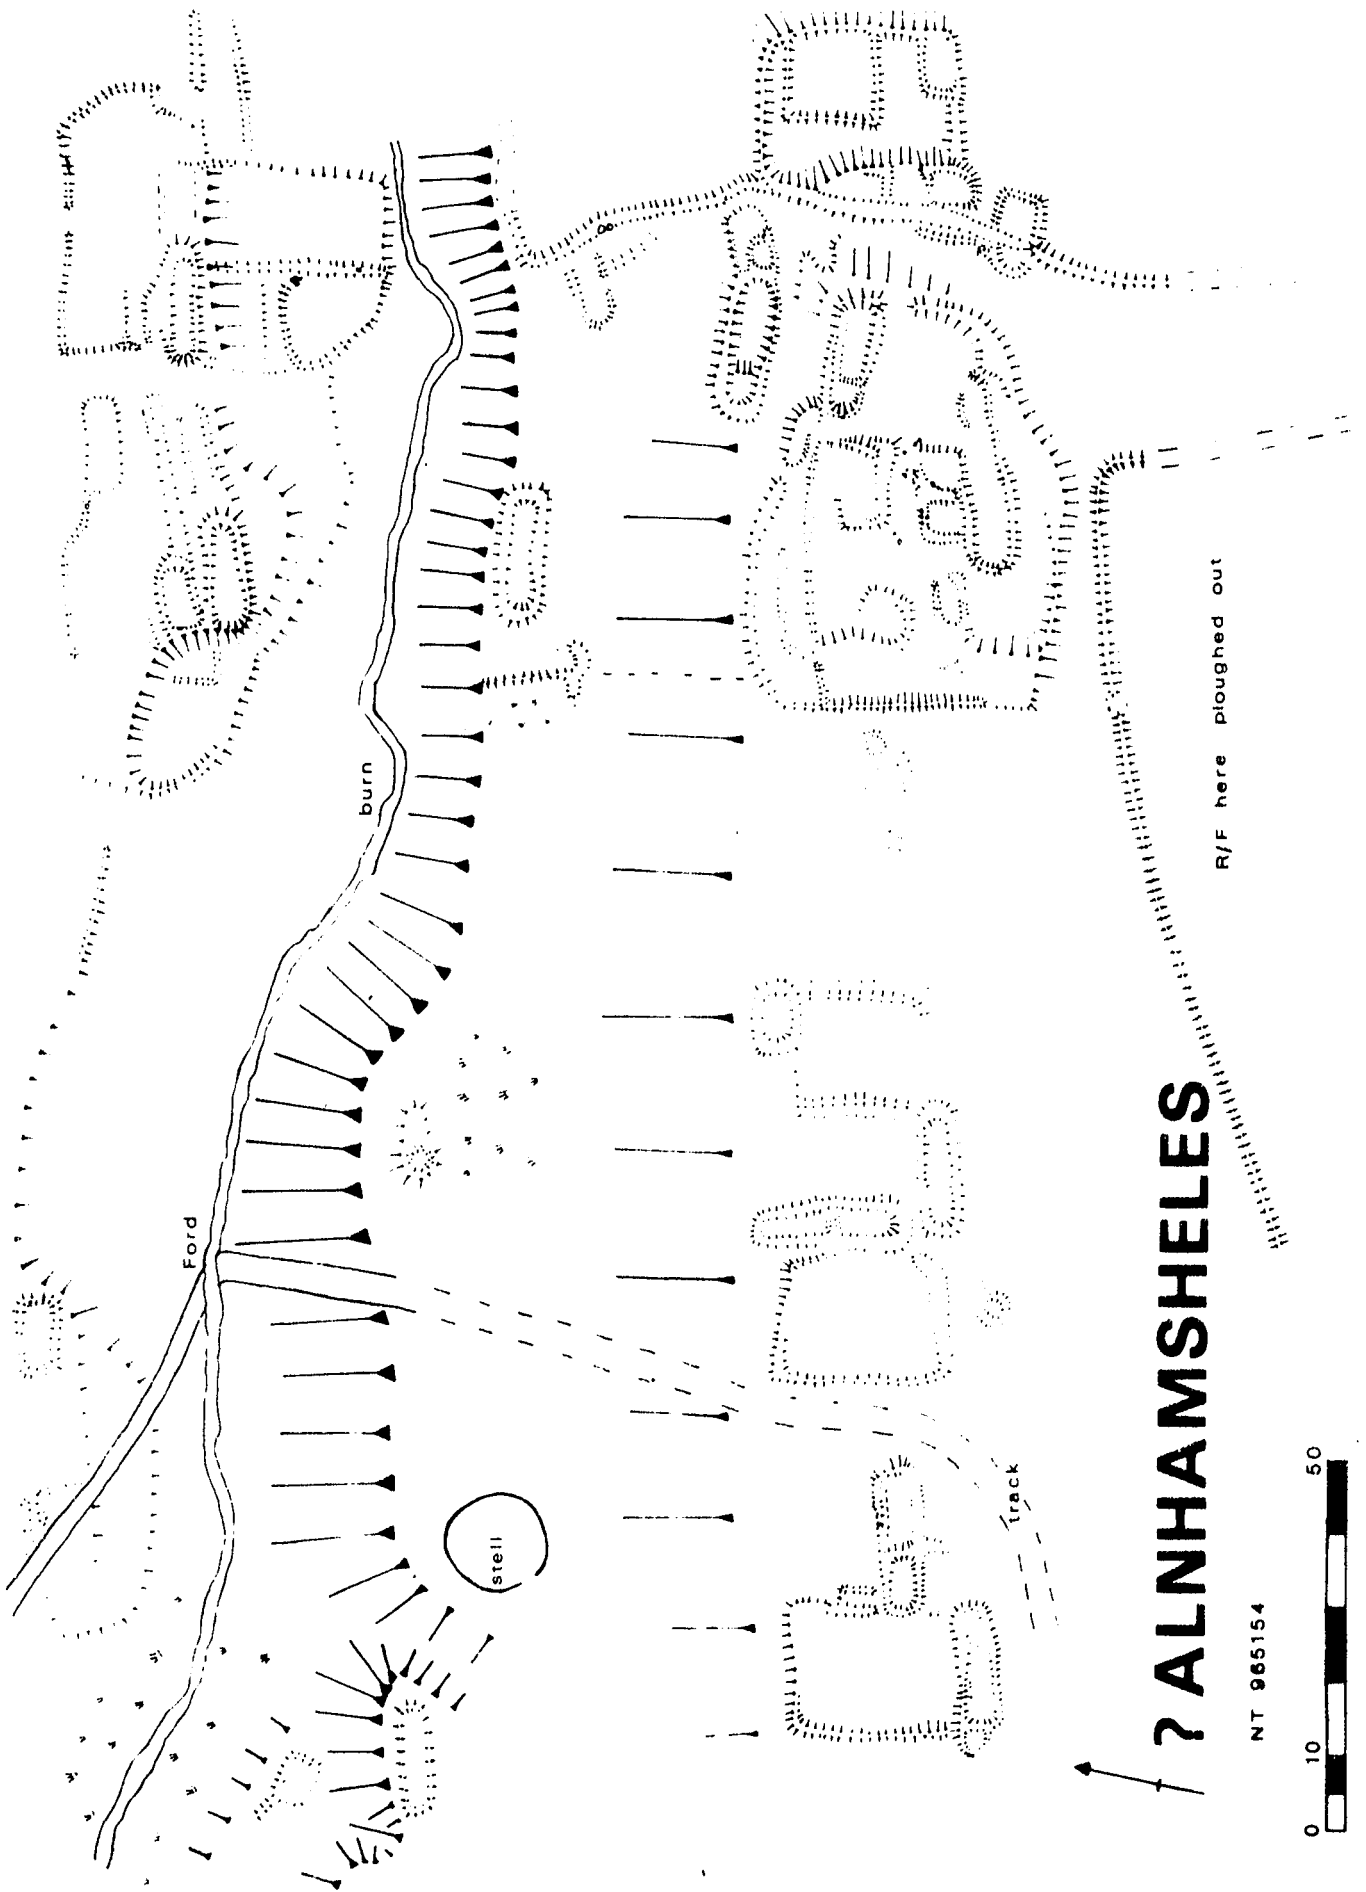 burn
Ford
stell
track
R/F here ploughed out
? ALNHAMSHELES
NT 965154
0 10 50